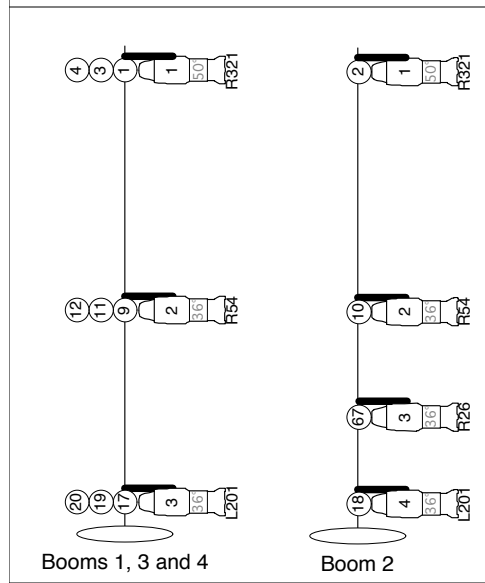 4 3 1 1 50° R321
2 1 50° R321
12 11 9 2 36° R54
10 2 36° R54
67 3 36° R26
20 19 17 3 36° L201
18 4 36° L201
Booms 1, 3 and 4
Boom 2